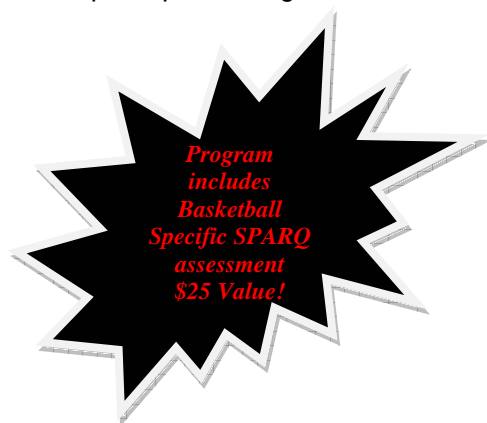 Program
includes
Basketball
Specific SPARQ
assessment
$25 Value!